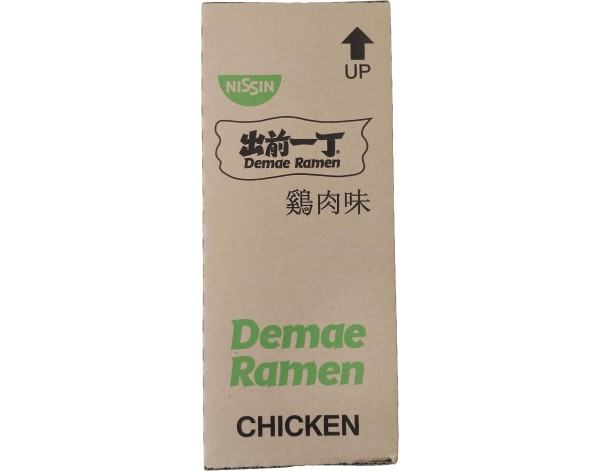 UP
NISSIN
出前一丁®
Demae Ramen
鷄肉味
Demae
Ramen
CHICKEN